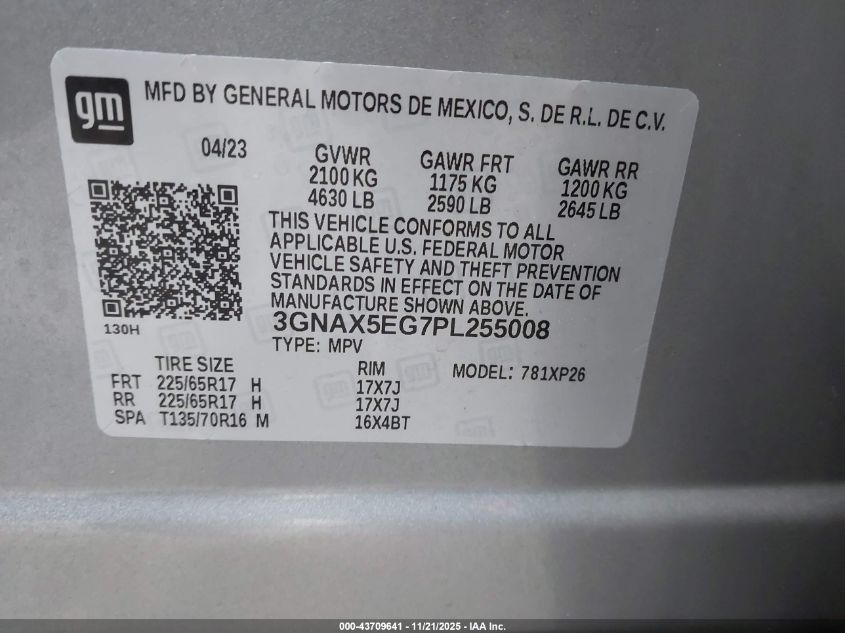 gm
MFD BY GENERAL MOTORS DE MEXICO, S. DE R.L. DE C.V.
04/23 GVWR GAWR FRT GAWR RR
2100 KG 1175 KG 1200 KG
4630 LB 2590 LB 2645 LB
THIS VEHICLE CONFORMS TO ALL
APPLICABLE U.S. FEDERAL MOTOR
VEHICLE SAFETY AND THEFT PREVENTION
STANDARDS IN EFFECT ON THE DATE OF
MANUFACTURE SHOWN ABOVE.
130H 3GNAX5EG7PL255008
TYPE: MPV
TIRE SIZE RIM MODEL: 781XP26
FRT 225/65R17 H 17X7J
RR 225/65R17 H 17X7J
SPA T135/70R16 M 16X4BT
000-43709641 - 11/21/2025 - IAA Inc.